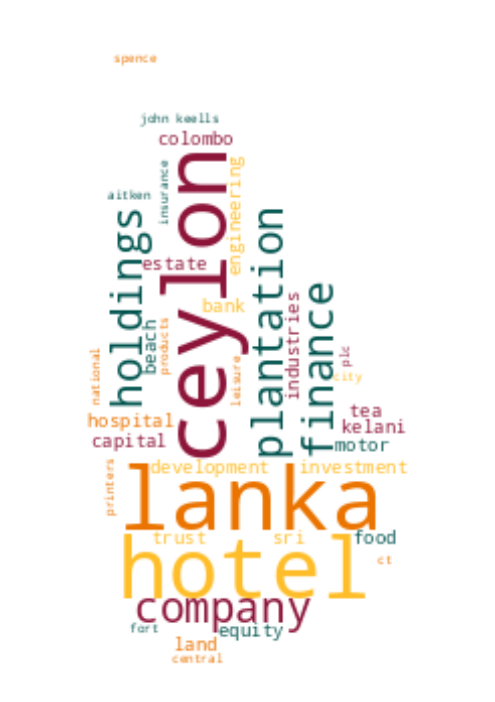 spence
john keells
colombo
ceylon
engineering
insurance
aitken
holdings
plantation
estate
finance
bank
industries
beach
products
national
leisure
plc
city
tea
hospital
kelani
capital
motor
printers
development
investment
lanka
trust
sri
food
hotel
ct
company
fort
equity
land
central